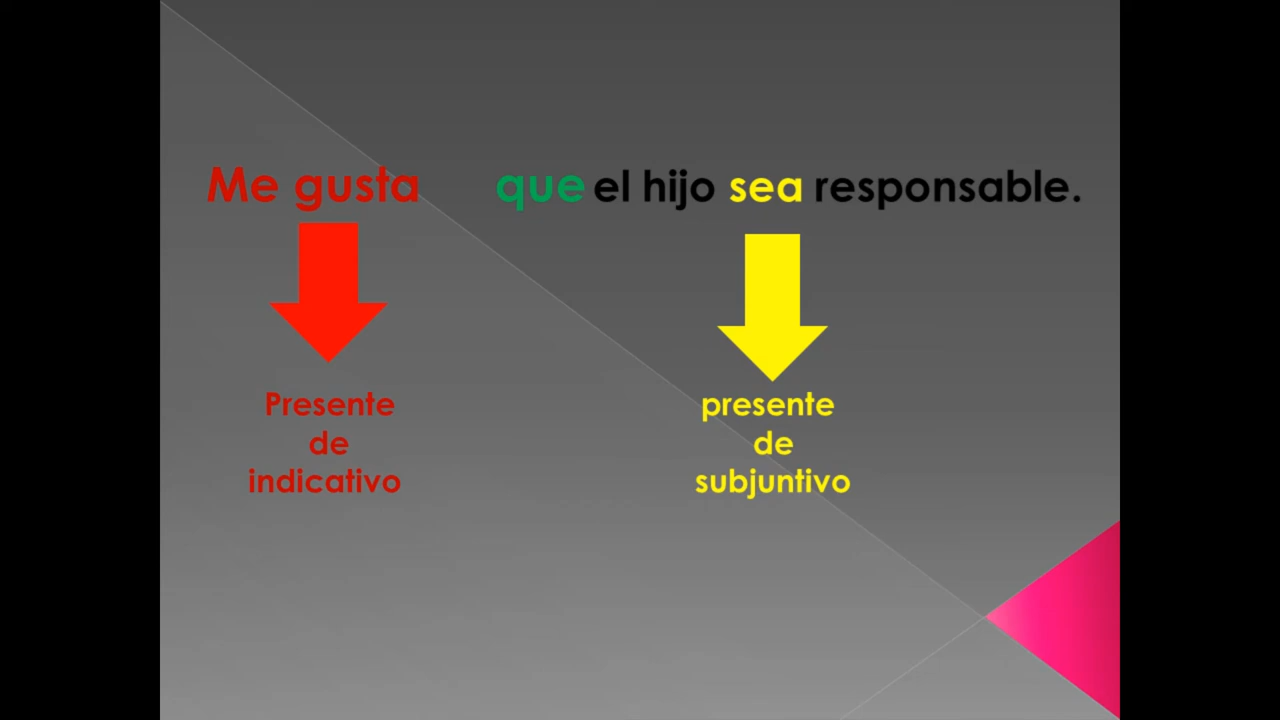 Me gusta que el hijo sea responsable.
Presente
de
indicativo
presente
de
subjuntivo